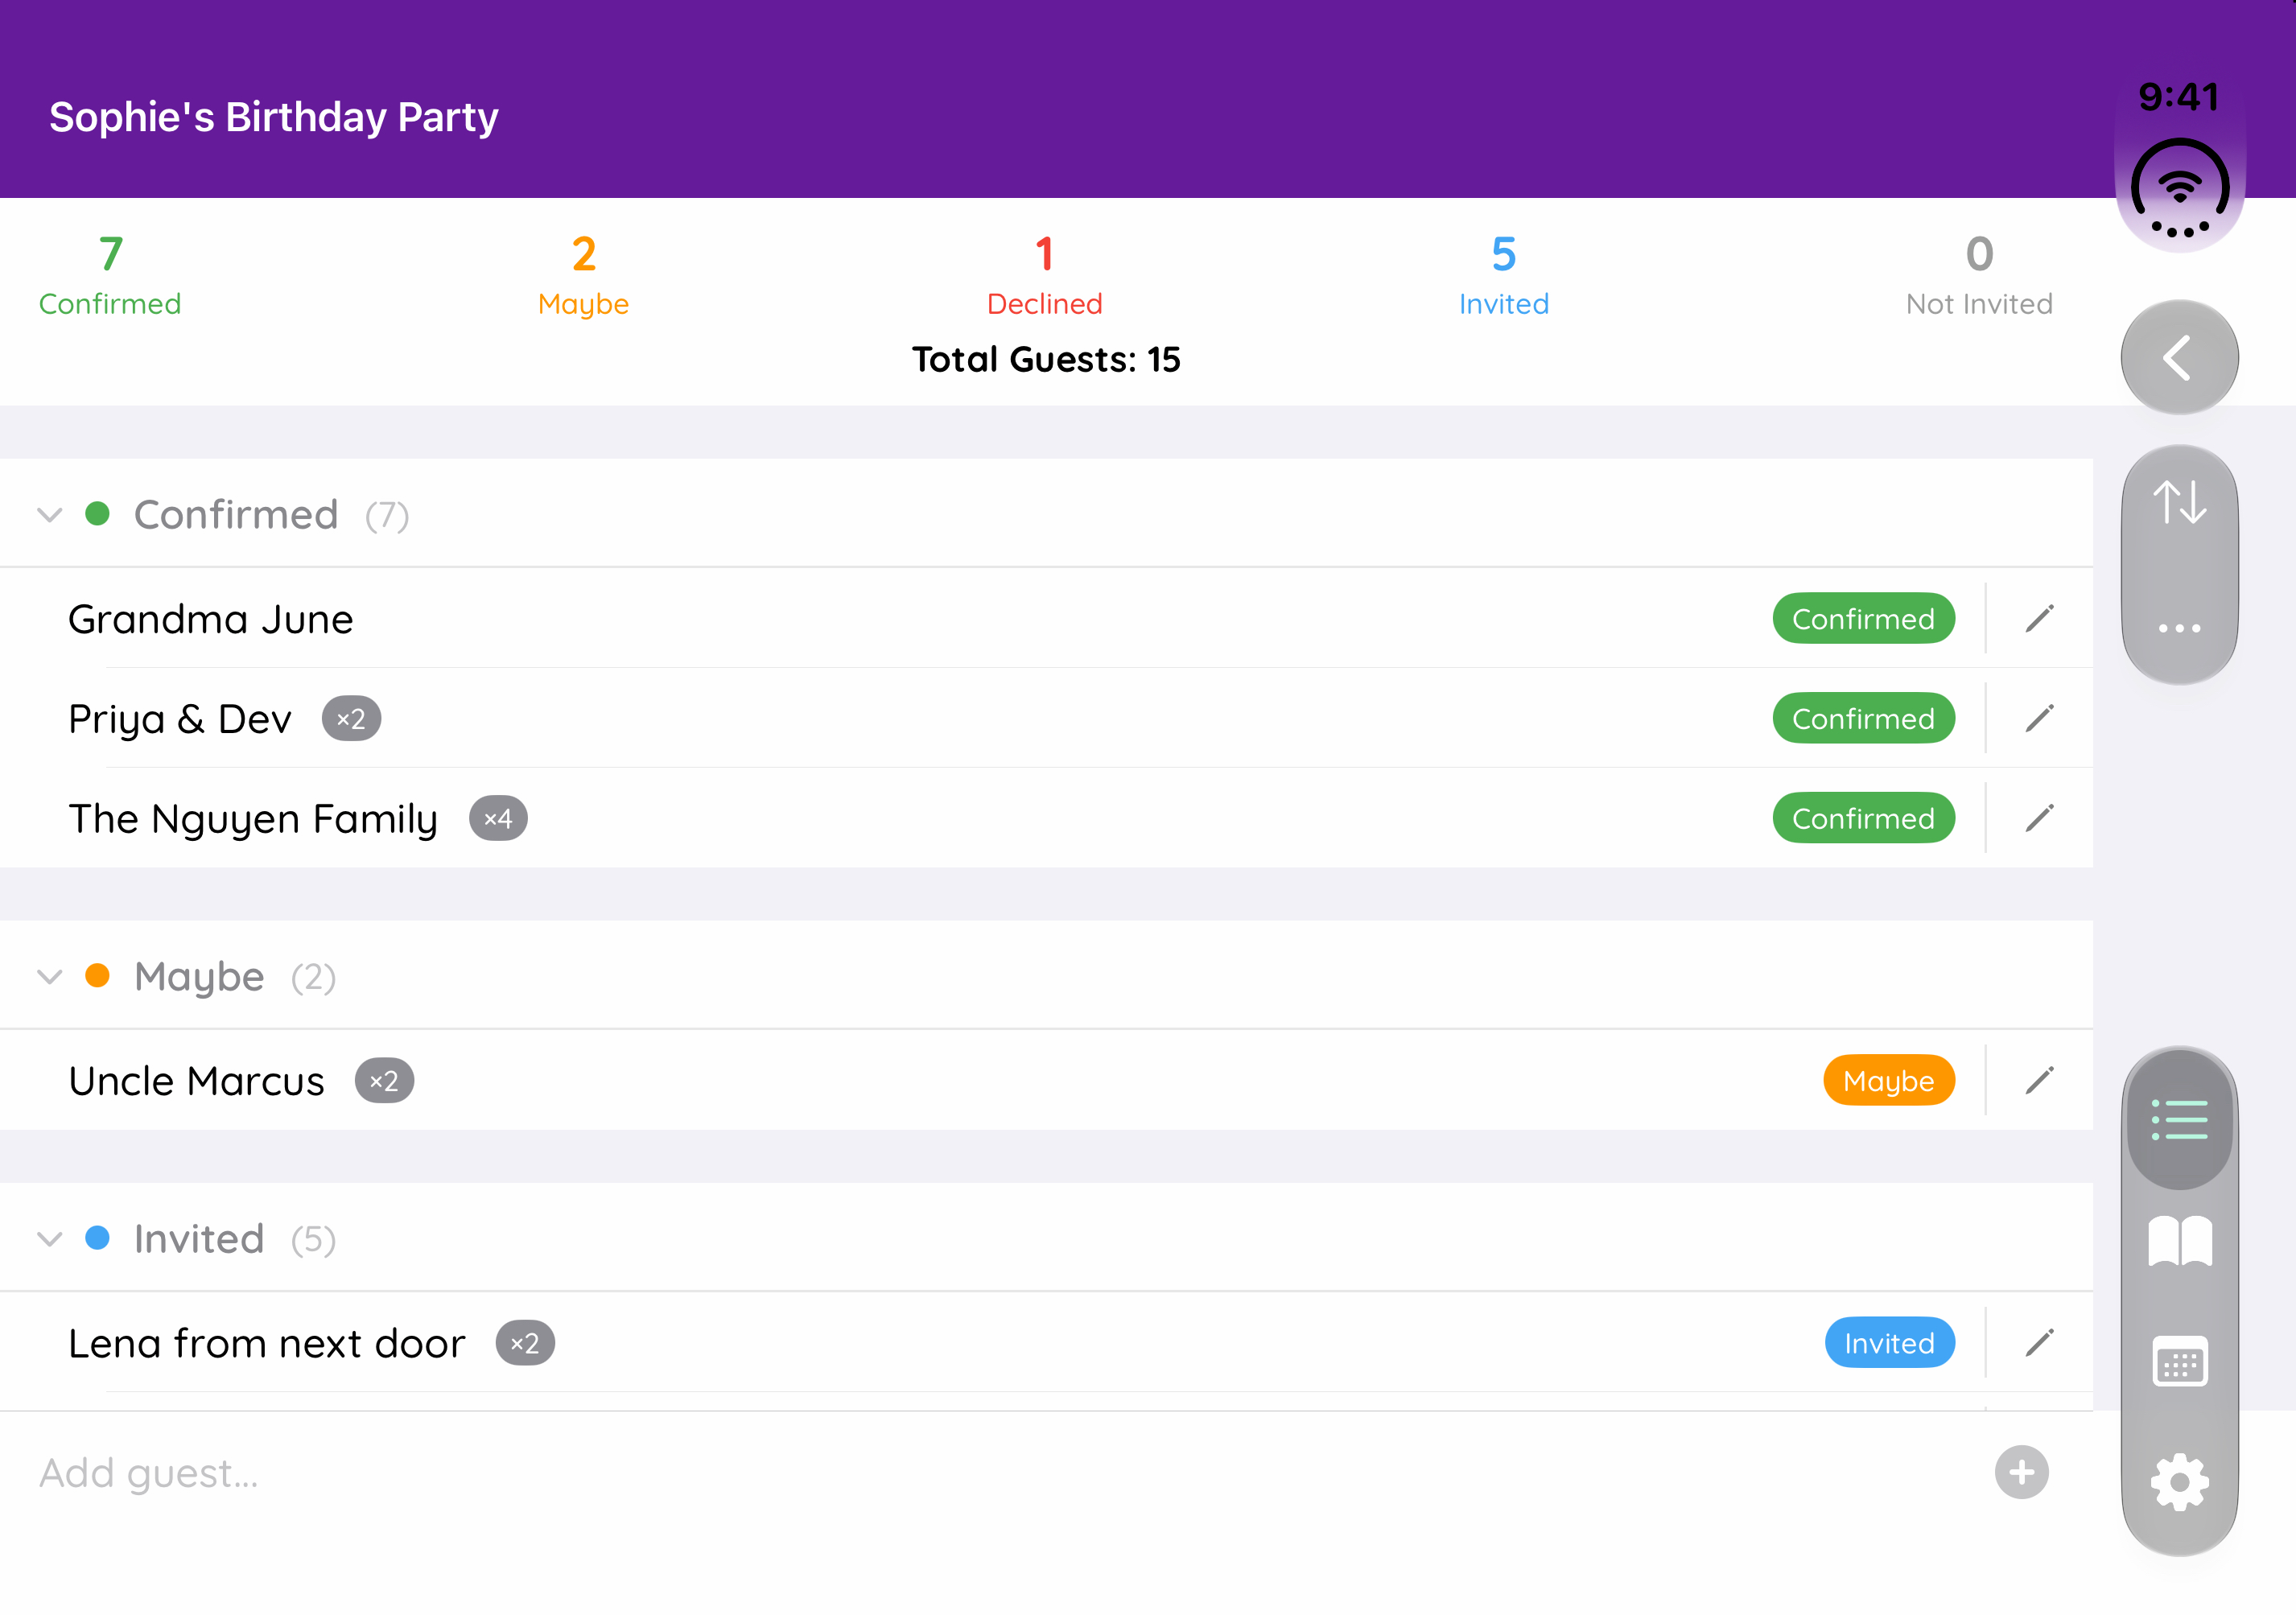 Sophie's Birthday Party
9:41
7
Confirmed
2
Maybe
1
Declined
5
Invited
0
Not Invited
Total Guests: 15
Confirmed (7)
Grandma June Confirmed
Priya & Dev ×2 Confirmed
The Nguyen Family ×4 Confirmed
Maybe (2)
Uncle Marcus ×2 Maybe
Invited (5)
Lena from next door ×2 Invited
Add guest...